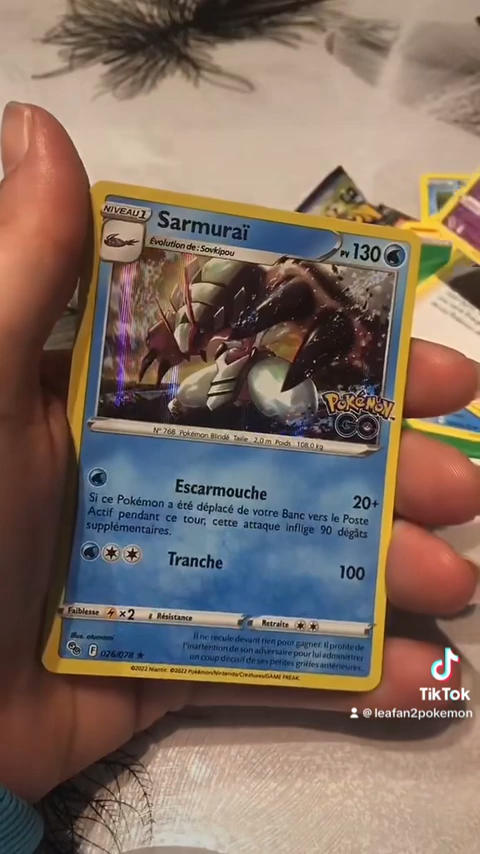 NIVEAU 1
Sarmuraï
Évolution de : Sovkipou
PV 130
Pokémon
GO
N° 768 Pokémon Blindé Taille : 2,0 m Poids : 108,0 kg
Escarmouche
20+
Si ce Pokémon a été déplacé de votre Banc vers le Poste
Actif pendant ce tour, cette attaque inflige 90 dégâts
supplémentaires.
Tranche
100
Faiblesse
×2
Résistance
Retraite
Illus. otumami
F 026/078 ★
Il ne recule devant rien pour gagner. Il profite de
l'inattention de son adversaire pour lui administrer
un coup décisif de ses petites griffes antérieures.
©2022 Niantic. ©2022 Pokémon/Nintendo/Creatures/GAME FREAK.
TikTok
@leafan2pokemon